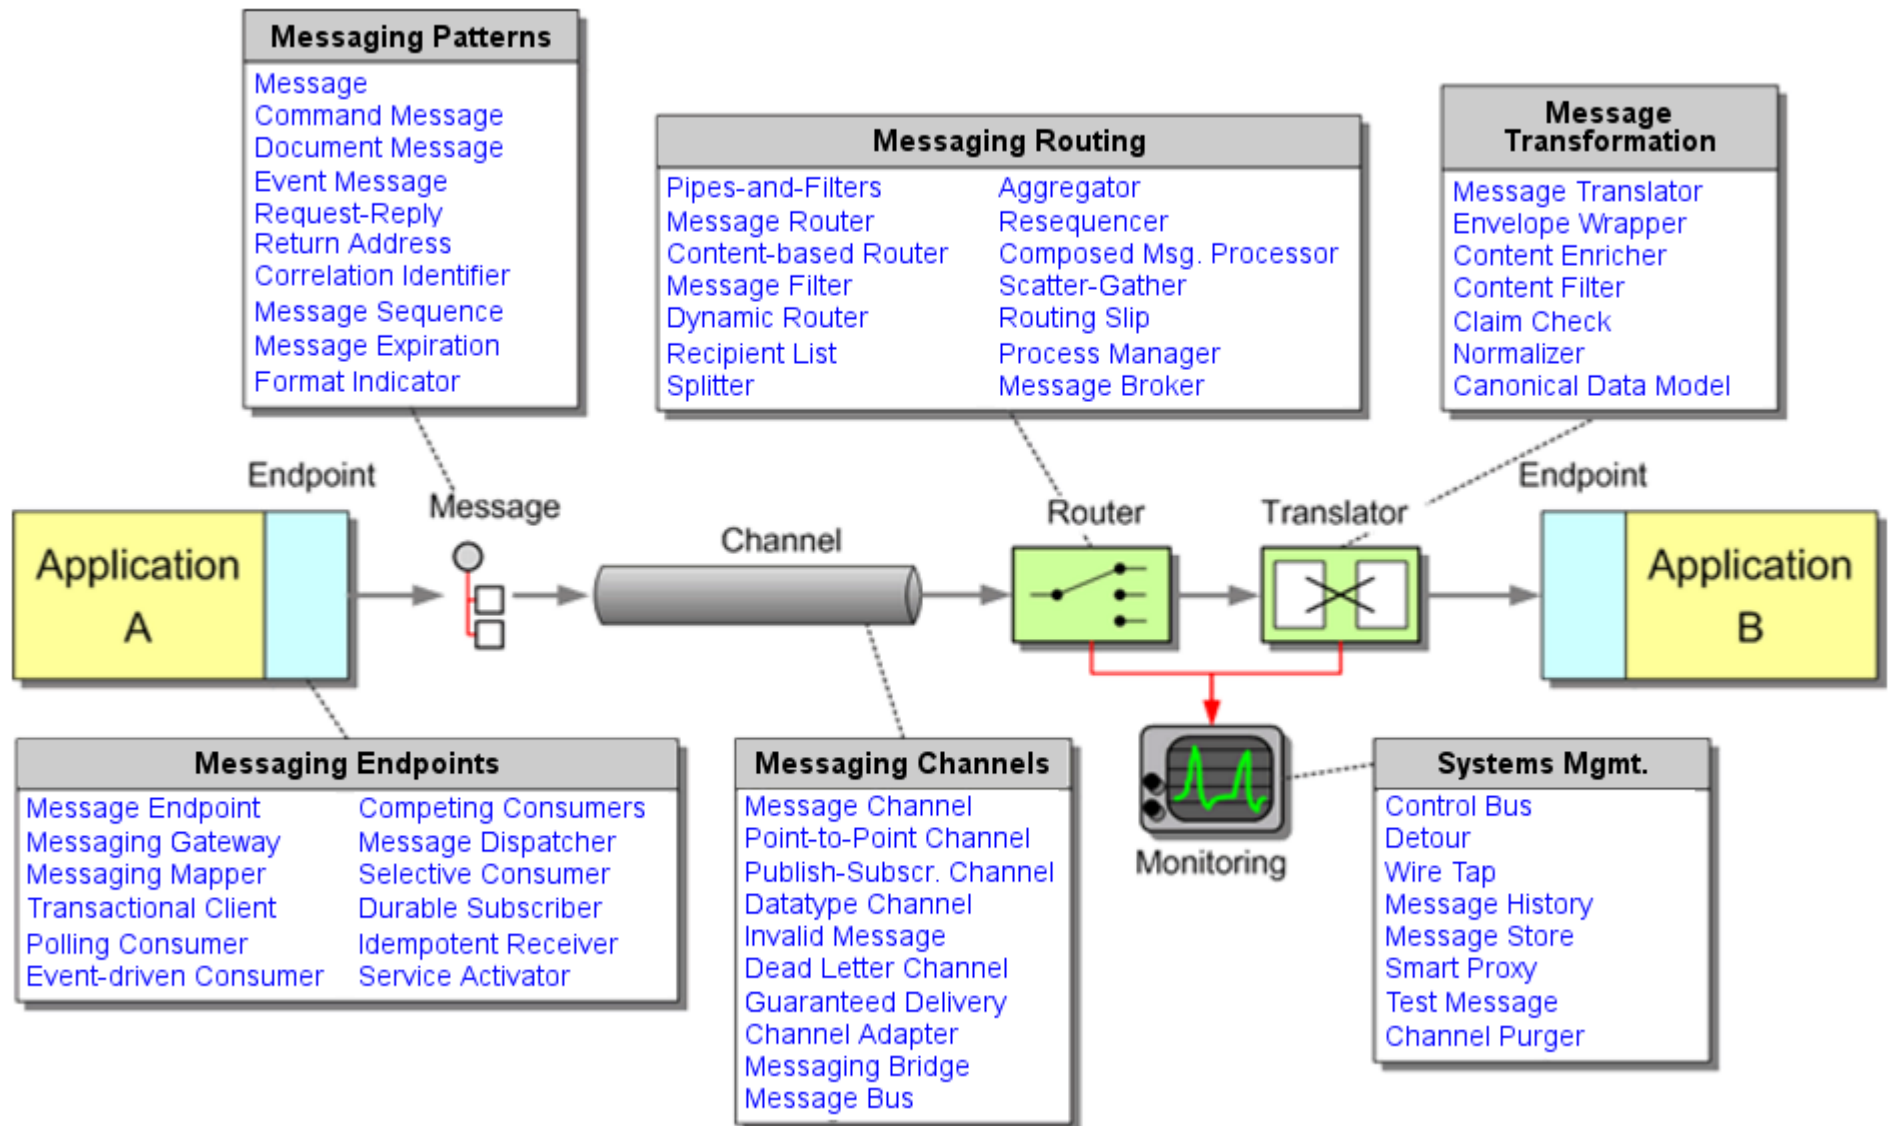 Messaging Patterns
Message
Command Message
Document Message
Event Message
Request-Reply
Return Address
Correlation Identifier
Message Sequence
Message Expiration
Format Indicator
Messaging Routing
Pipes-and-Filters
Message Router
Content-based Router
Message Filter
Dynamic Router
Recipient List
Splitter
Aggregator
Resequencer
Composed Msg. Processor
Scatter-Gather
Routing Slip
Process Manager
Message Broker
Message
Transformation
Message Translator
Envelope Wrapper
Content Enricher
Content Filter
Claim Check
Normalizer
Canonical Data Model
Endpoint
Message
Channel
Router
Translator
Endpoint
Application
A
Application
B
Messaging Endpoints
Message Endpoint
Messaging Gateway
Messaging Mapper
Transactional Client
Polling Consumer
Event-driven Consumer
Competing Consumers
Message Dispatcher
Selective Consumer
Durable Subscriber
Idempotent Receiver
Service Activator
Messaging Channels
Message Channel
Point-to-Point Channel
Publish-Subscr. Channel
Datatype Channel
Invalid Message
Dead Letter Channel
Guaranteed Delivery
Channel Adapter
Messaging Bridge
Message Bus
Monitoring
Systems Mgmt.
Control Bus
Detour
Wire Tap
Message History
Message Store
Smart Proxy
Test Message
Channel Purger